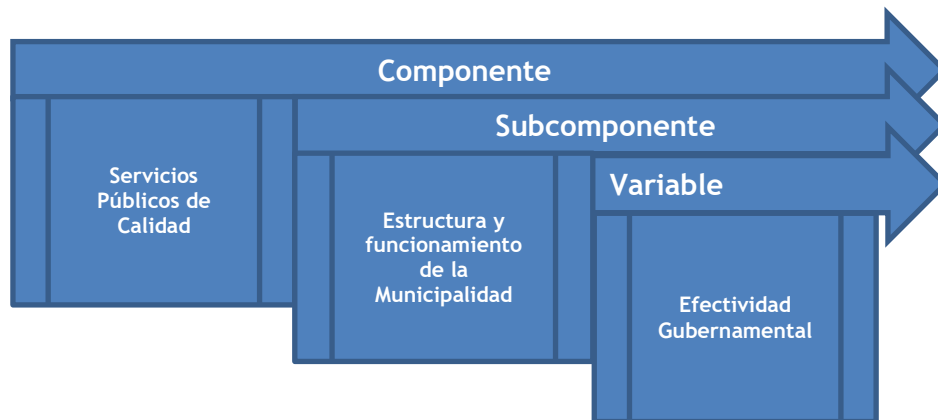 Componente
Subcomponente
Variable
Servicios
Públicos de
Calidad
Estructura y
funcionamiento
de la
Municipalidad
Efectividad
Gubernamental